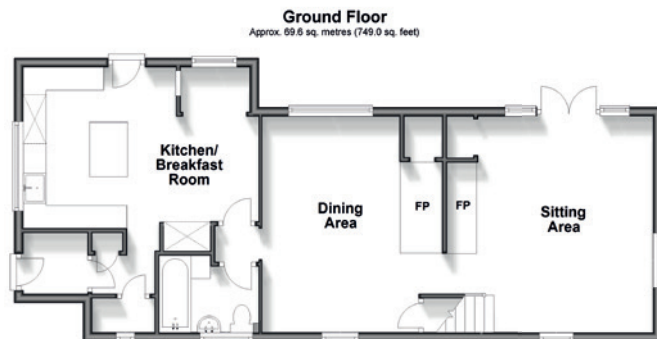 Ground Floor
Approx. 69.6 sq. metres (749.0 sq. feet)
Kitchen/
Breakfast
Room
Dining
Area
FP
FP
Sitting
Area